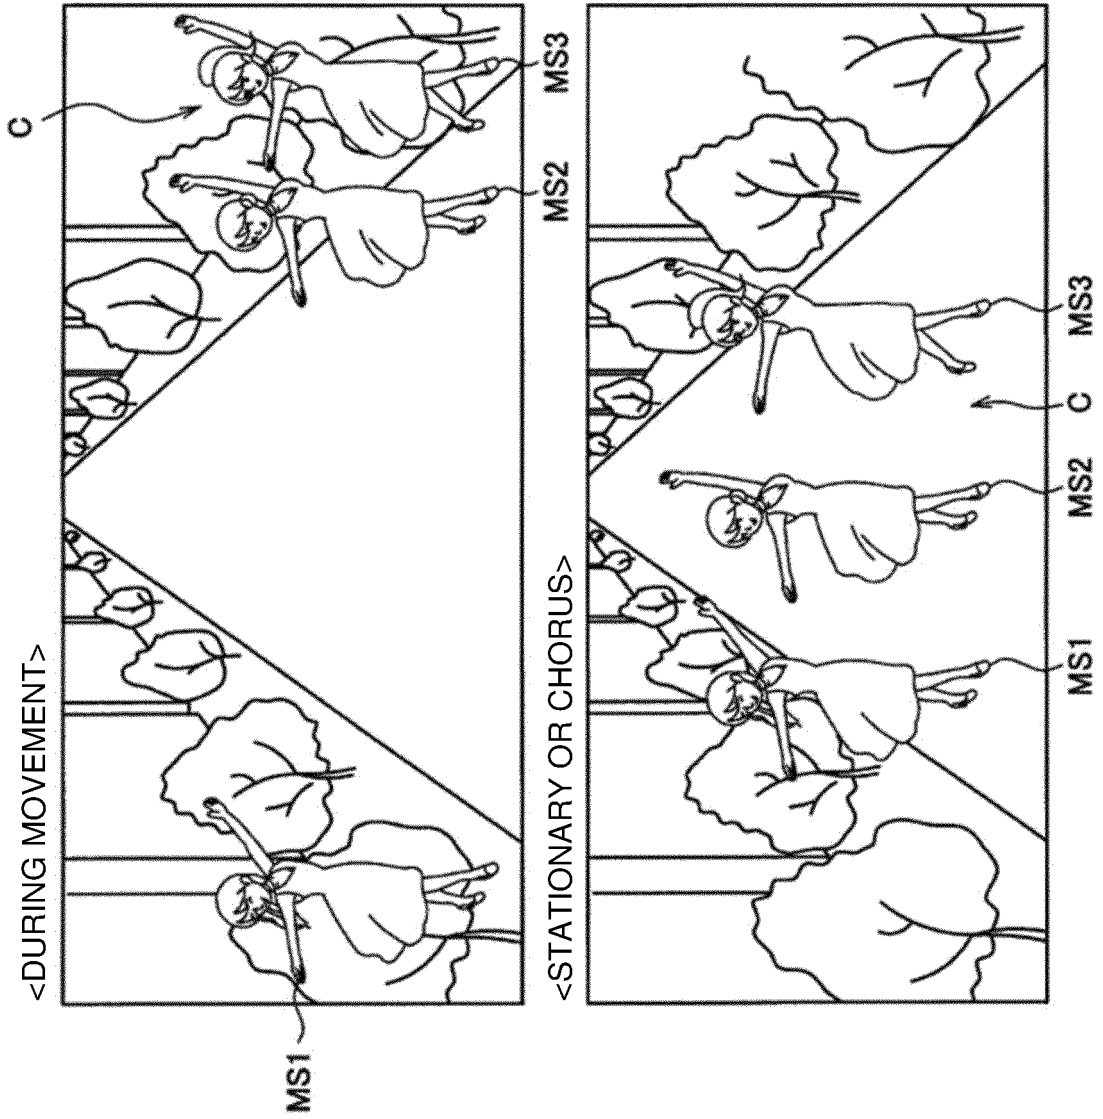 <DURING MOVEMENT>
C
MS1
MS2
MS3
<STATIONARY OR CHORUS>
MS1
MS2
C
MS3